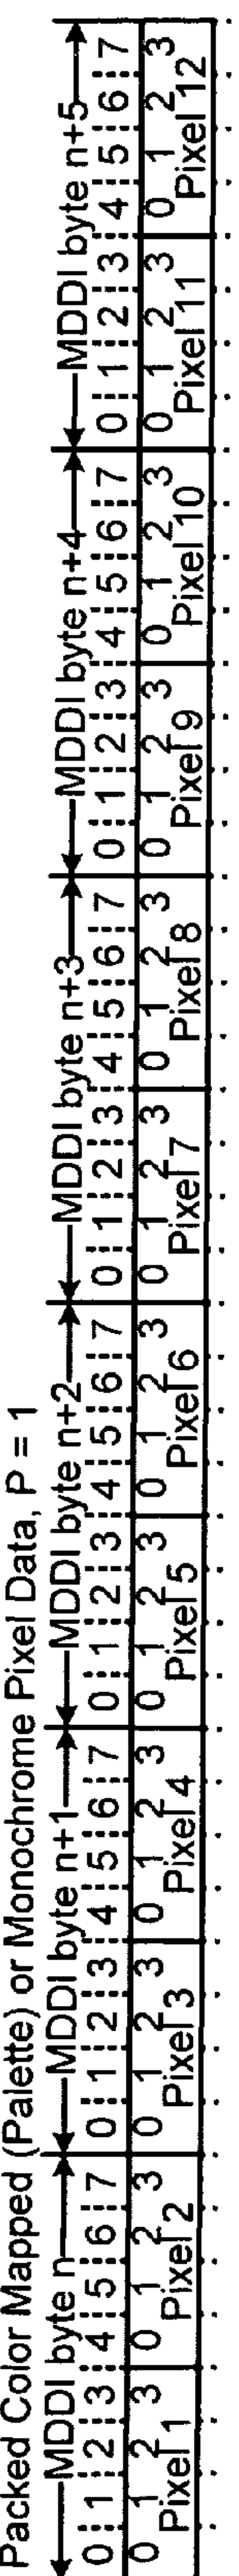 Packed Color Mapped (Palette) or Monochrome Pixel Data, P = 1
MDDI byte n MDDI byte n+1 MDDI byte n+2 MDDI byte n+3 MDDI byte n+4 MDDI byte n+5
0 1 2 3 4 5 6 7 0 1 2 3 4 5 6 7 0 1 2 3 4 5 6 7 0 1 2 3 4 5 6 7 0 1 2 3 4 5 6 7 0 1 2 3 4 5 6 7
0 1 2 3 0 1 2 3 0 1 2 3 0 1 2 3 0 1 2 3 0 1 2 3 0 1 2 3 0 1 2 3 0 1 2 3 0 1 2 3 0 1 2 3 0 1 2 3
Pixel 1 Pixel 2 Pixel 3 Pixel 4 Pixel 5 Pixel 6 Pixel 7 Pixel 8 Pixel 9 Pixel 10 Pixel 11 Pixel 12